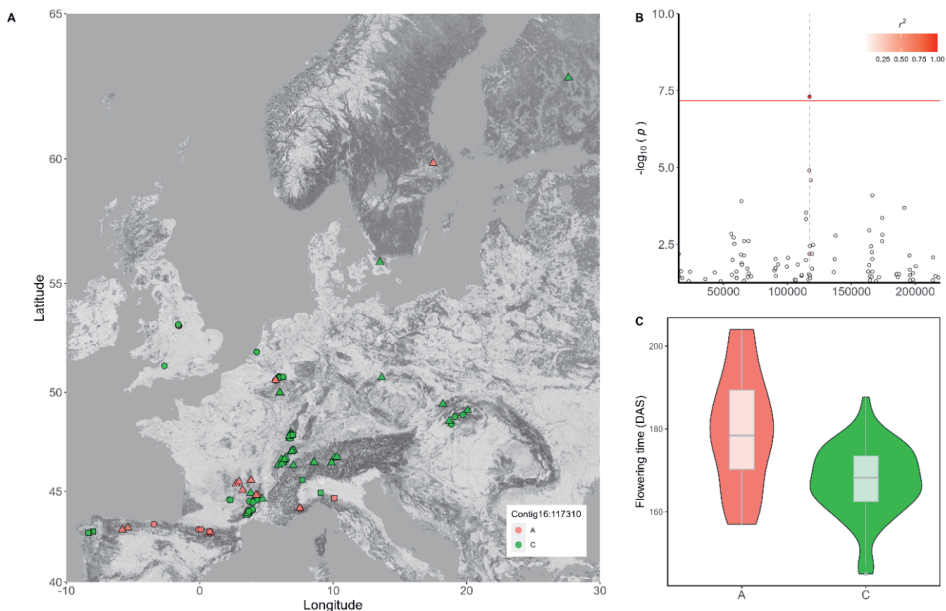 A
65
60
55
50
45
40
Latitude
-10
0
10
20
30
Longitude
Contig16:117310
A
C
B
10.0
7.5
5.0
2.5
-log10 ( p )
r2
0.25 0.50 0.75 1.00
50000
100000
150000
200000
C
200
180
160
Flowering time (DAS)
A
C